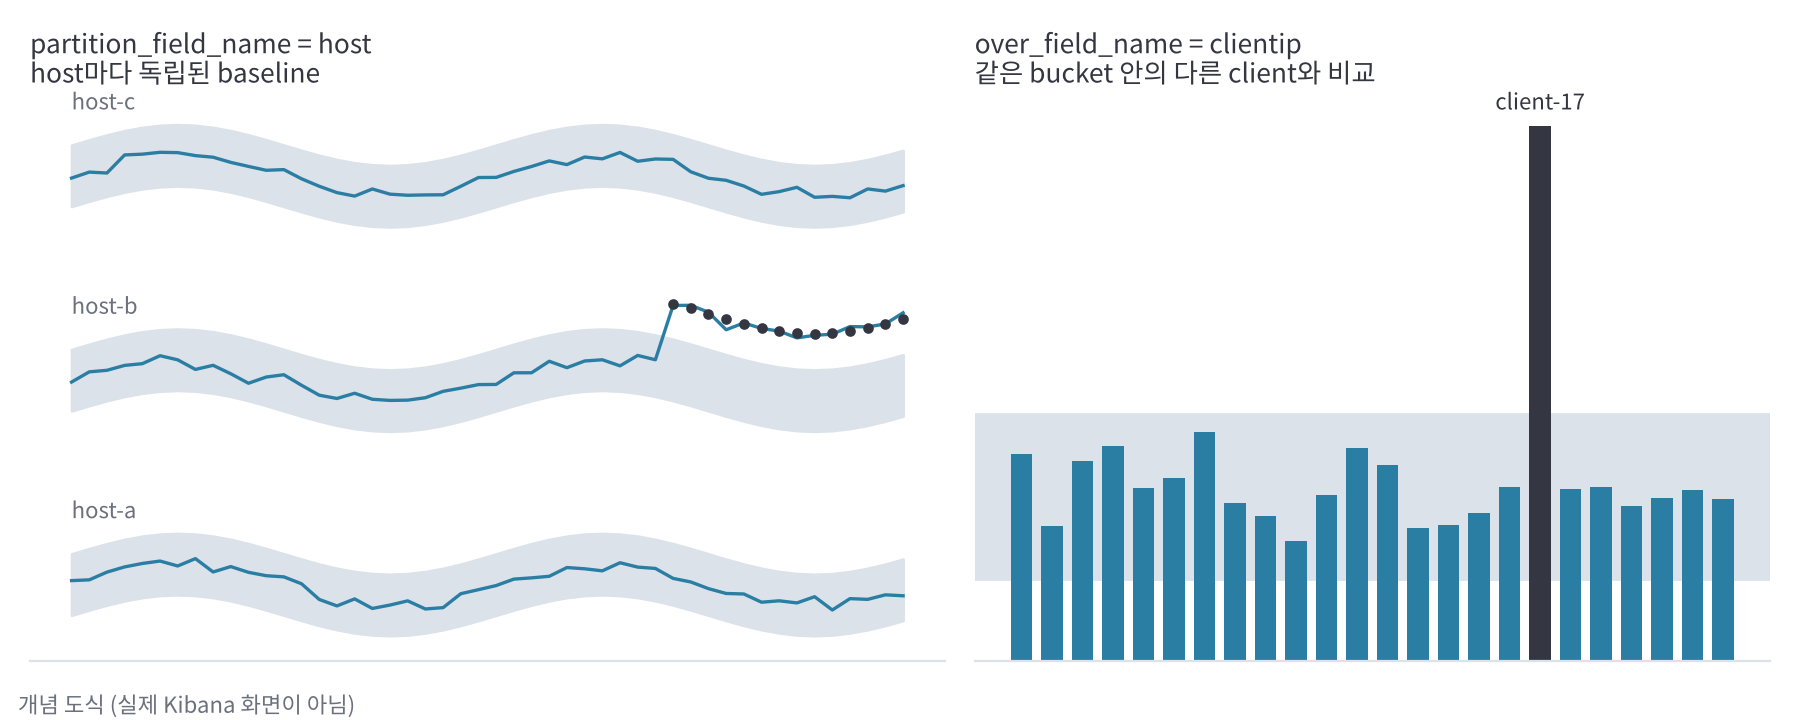 partition_field_name = host
host마다 독립된 baseline
host-c
host-b
host-a
over_field_name = clientip
같은 bucket 안의 다른 client와 비교
client-17
개념 도식 (실제 Kibana 화면이 아님)